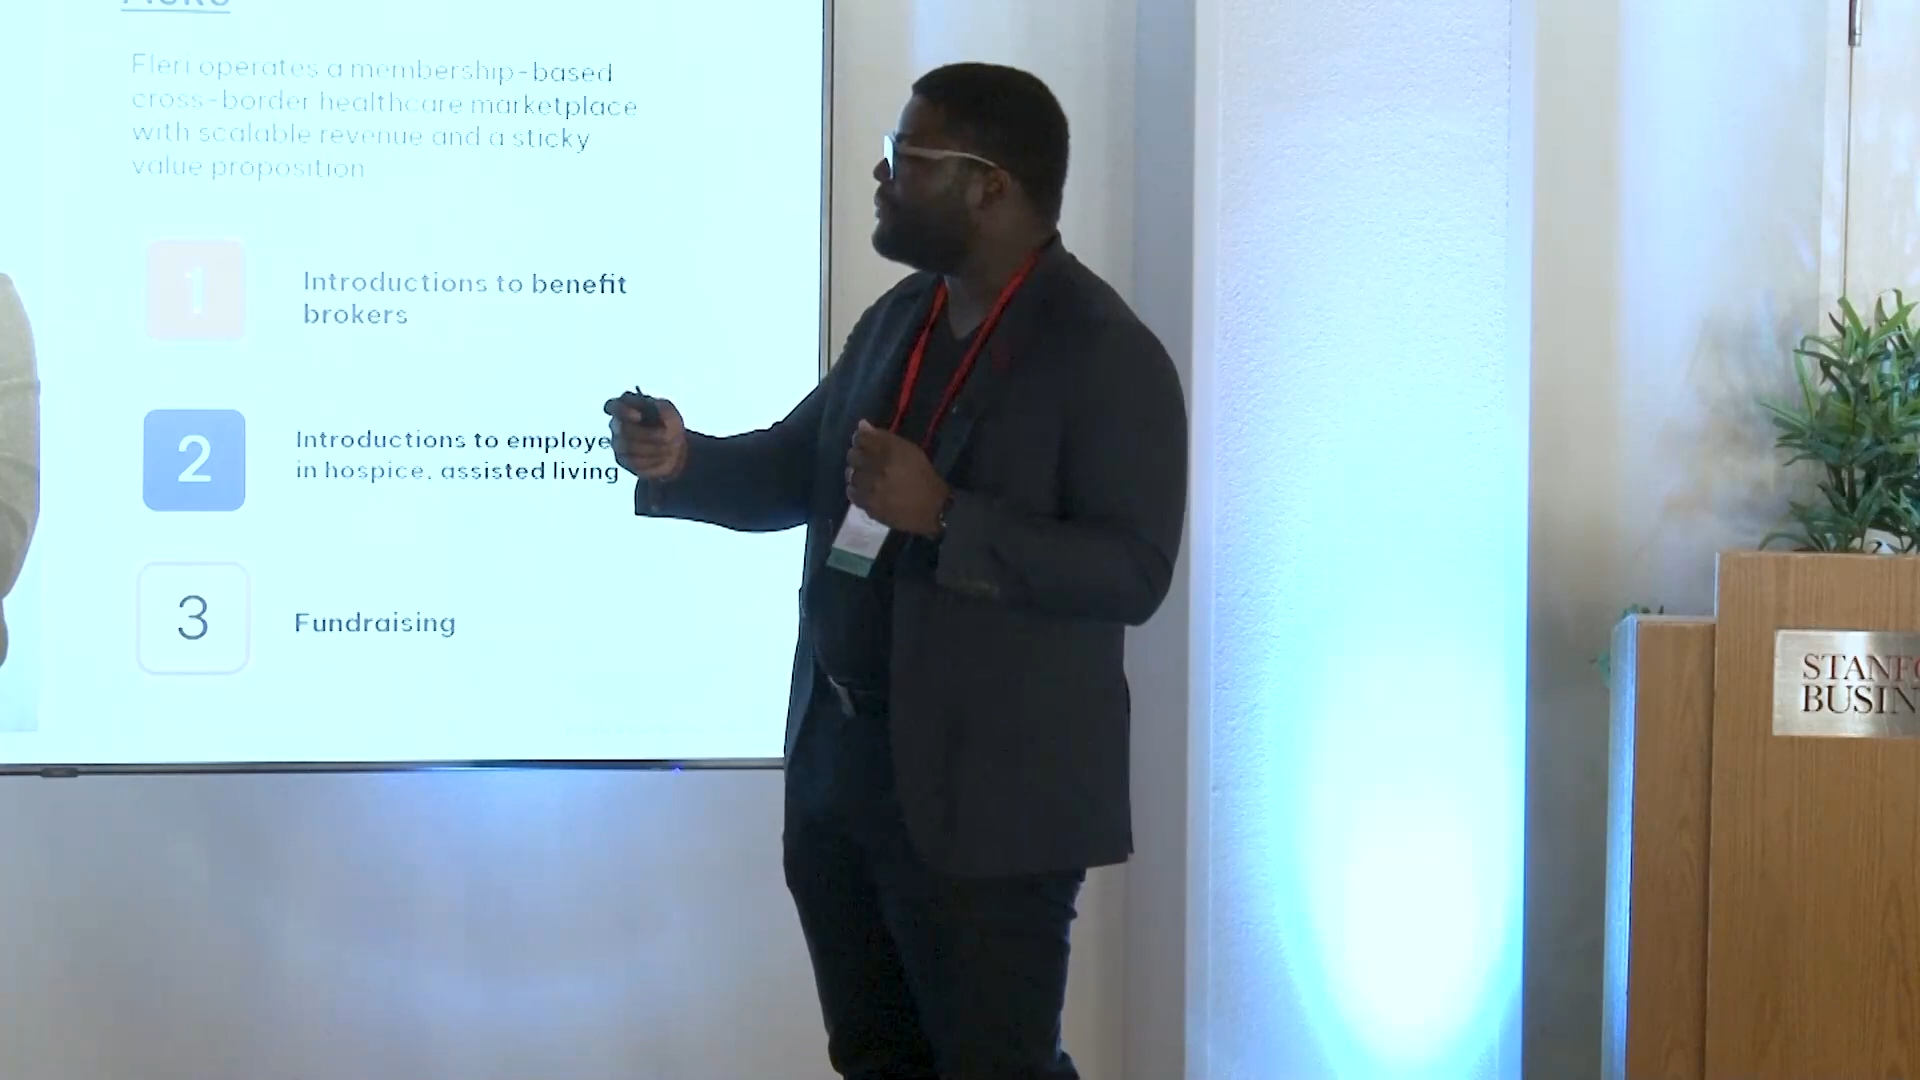 Fleri operates a membership-based
cross-border healthcare marketplace
with scalable revenue and a sticky
value proposition
1
Introductions to benefit
brokers
2
Introductions to employe
in hospice, assisted living
3
Fundraising
STANFO
BUSIN